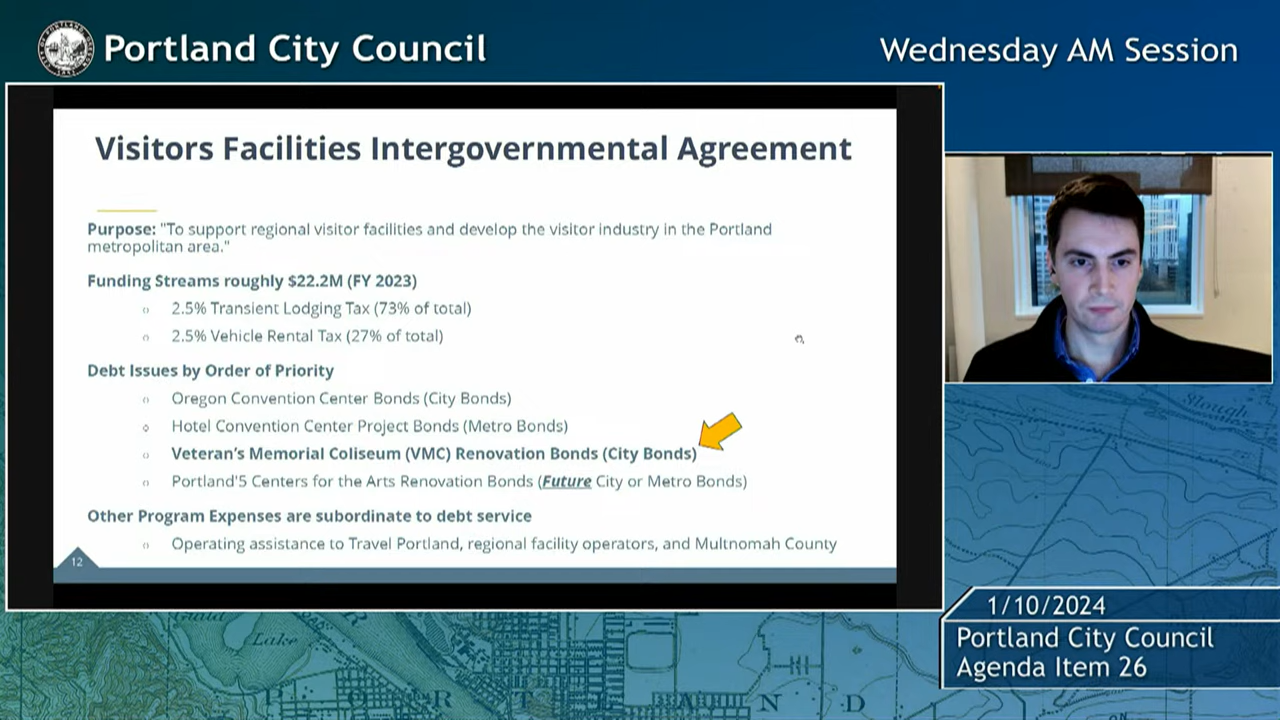 Portland City Council
Wednesday AM Session
Visitors Facilities Intergovernmental Agreement
Purpose: "To support regional visitor facilities and develop the visitor industry in the Portland
metropolitan area."
Funding Streams roughly $22.2M (FY 2023)
2.5% Transient Lodging Tax (73% of total)
2.5% Vehicle Rental Tax (27% of total)
Debt Issues by Order of Priority
Oregon Convention Center Bonds (City Bonds)
Hotel Convention Center Project Bonds (Metro Bonds)
Veteran's Memorial Coliseum (VMC) Renovation Bonds (City Bonds)
Portland'5 Centers for the Arts Renovation Bonds (Future City or Metro Bonds)
Other Program Expenses are subordinate to debt service
Operating assistance to Travel Portland, regional facility operators, and Multnomah County
12
Slough
1/10/2024
Portland City Council
Agenda Item 26
Guild
Lake